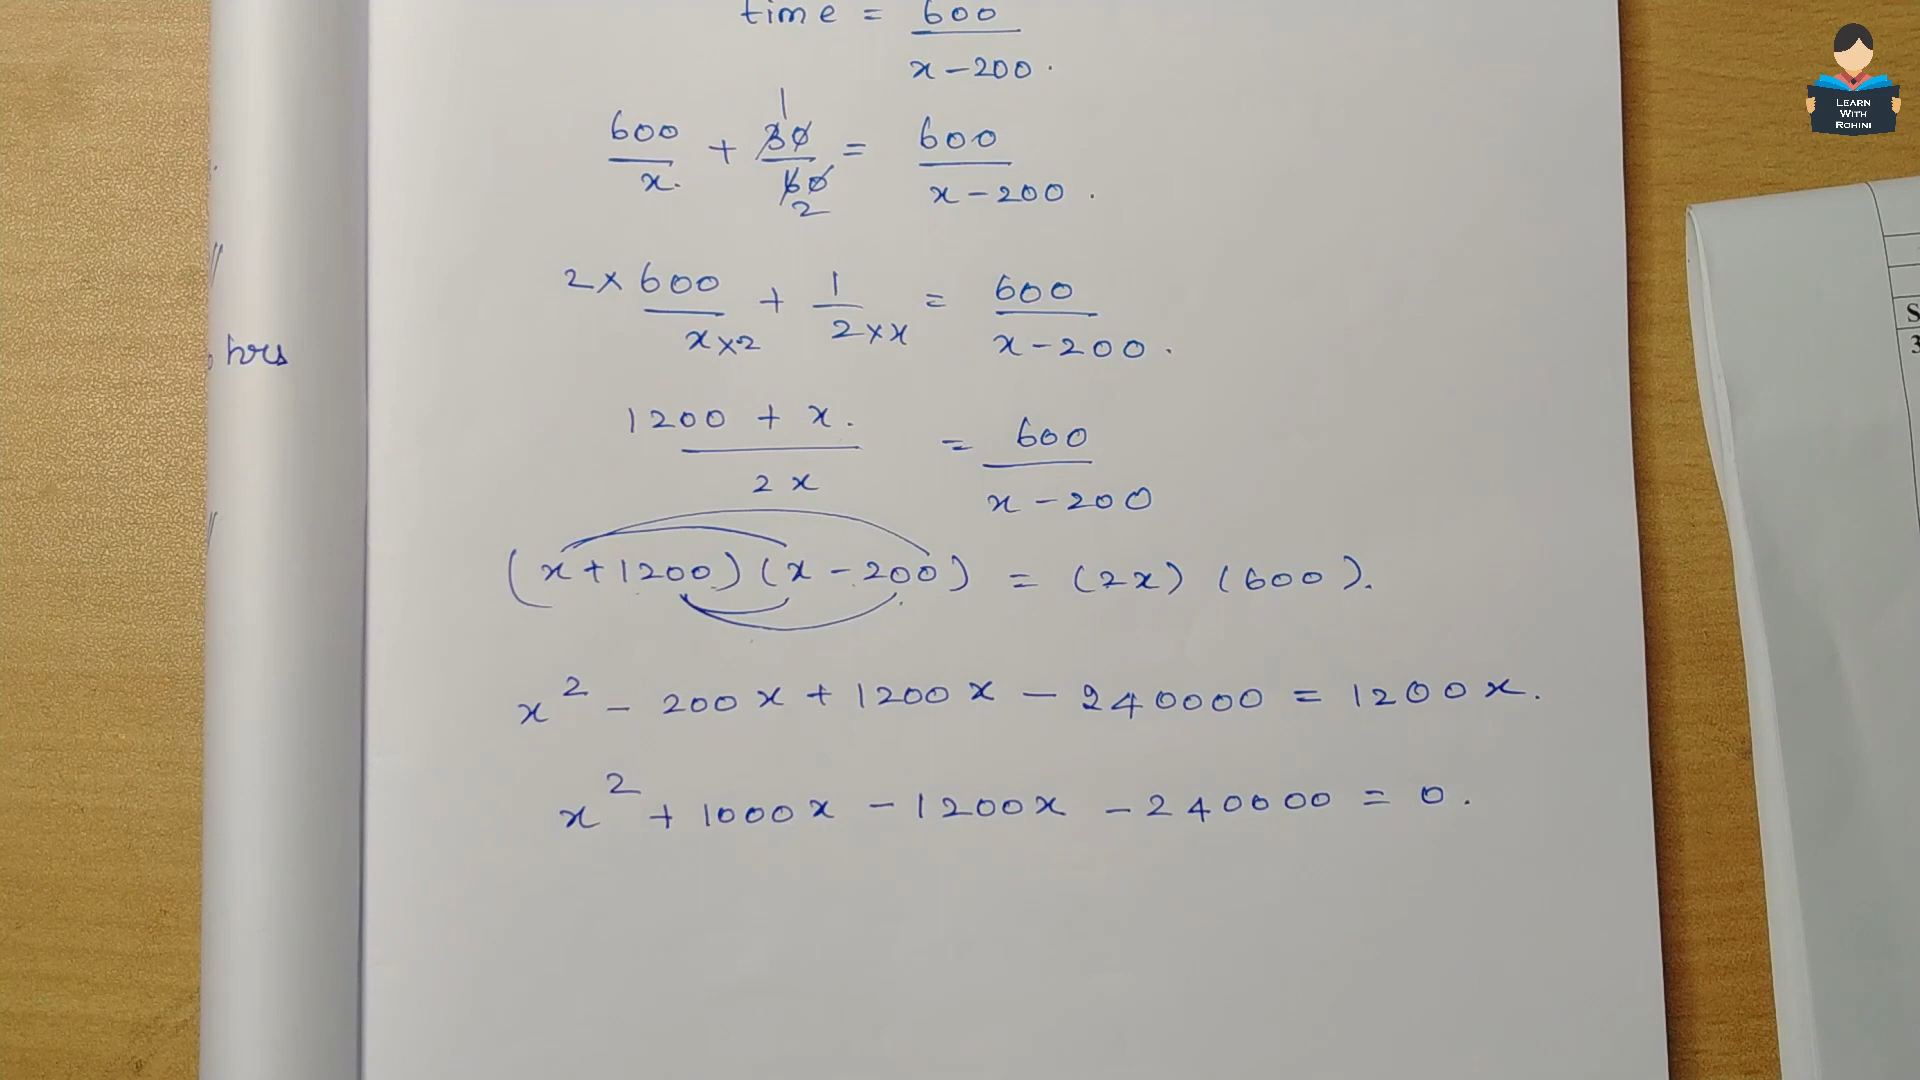 time = 600
x - 200 .
600 + 30 = 600
x. 60 x - 200 .
1
2
2 × 600 + 1 = 600
x × 2 2 × x x - 200 .
1200 + x. = 600
2 x x - 200
(x + 1200) (x - 200) = (2x) (600).
x² - 200x + 1200x - 240000 = 1200x.
x² + 1000x - 1200x - 240000 = 0.
hrs
LEARN
WITH
ROHINI
S
3